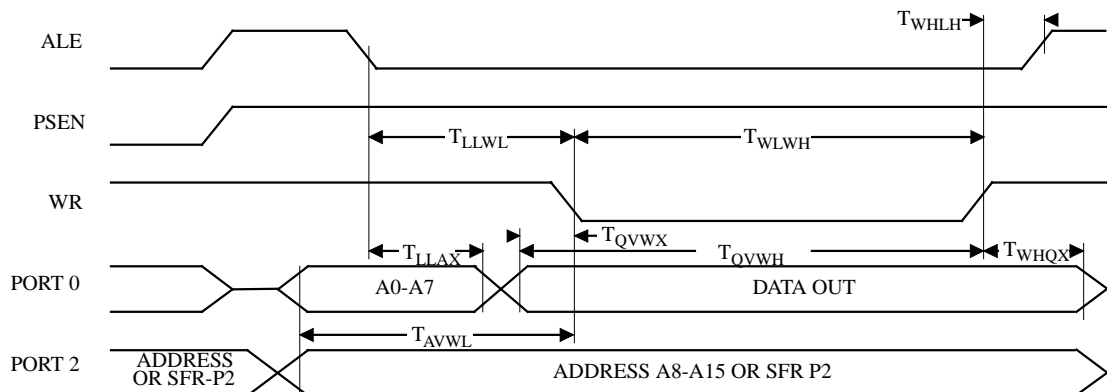 T_WHLH
ALE
PSEN
T_LLWL T_WLWH
WR
T_QVWX
T_LLAX T_QVWH T_WHQX
PORT 0 A0-A7 DATA OUT
T_AVWL
PORT 2 ADDRESS OR SFR-P2 ADDRESS A8-A15 OR SFR P2